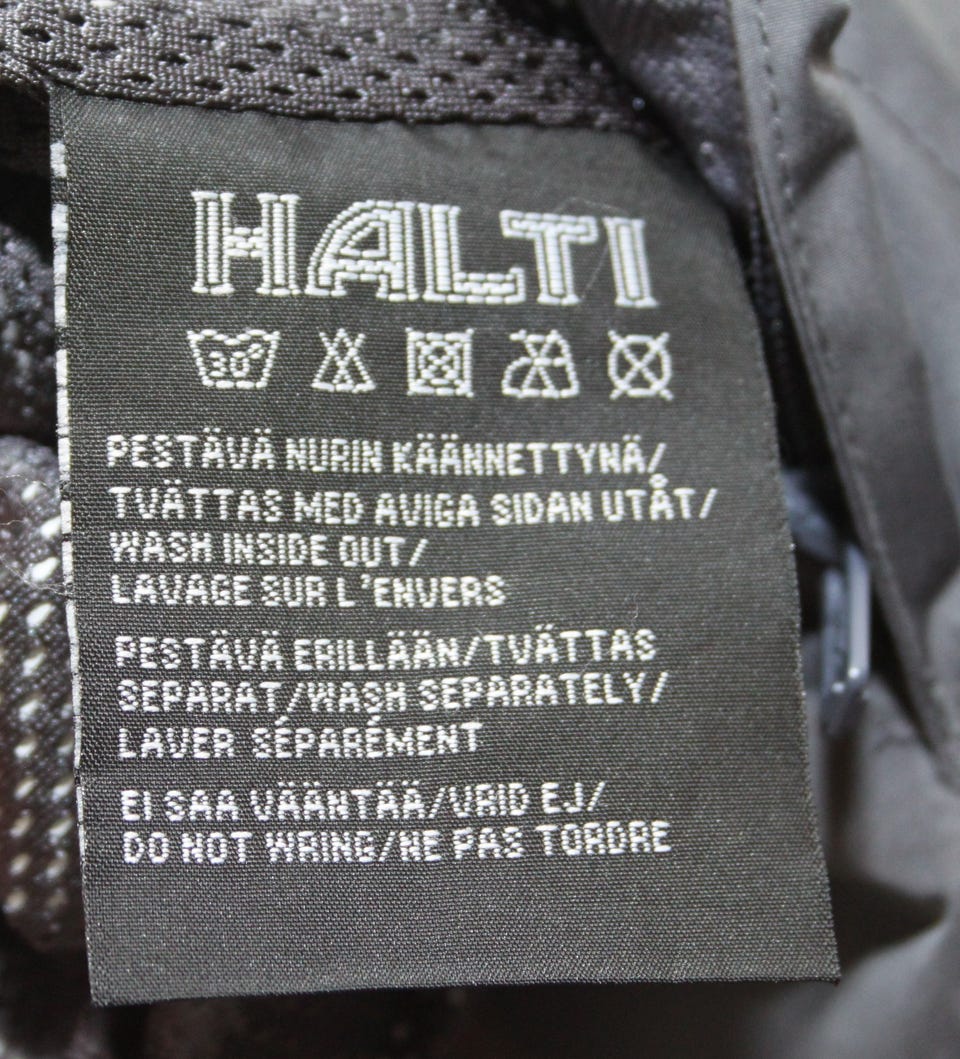 HALTI
30
PESTÄVÄ NURIN KÄÄNNETTYNÄ/
TVÄTTAS MED AVIGA SIDAN UTÅT/
WASH INSIDE OUT/
LAVAGE SUR L'ENVERS
PESTÄVÄ ERILLÄÄN/TVÄTTAS
SEPARAT/WASH SEPARATELY/
LAVER SÉPARÉMENT
EI SAA VÄÄNTÄÄ/VRID EJ/
DO NOT WRING/NE PAS TORDRE